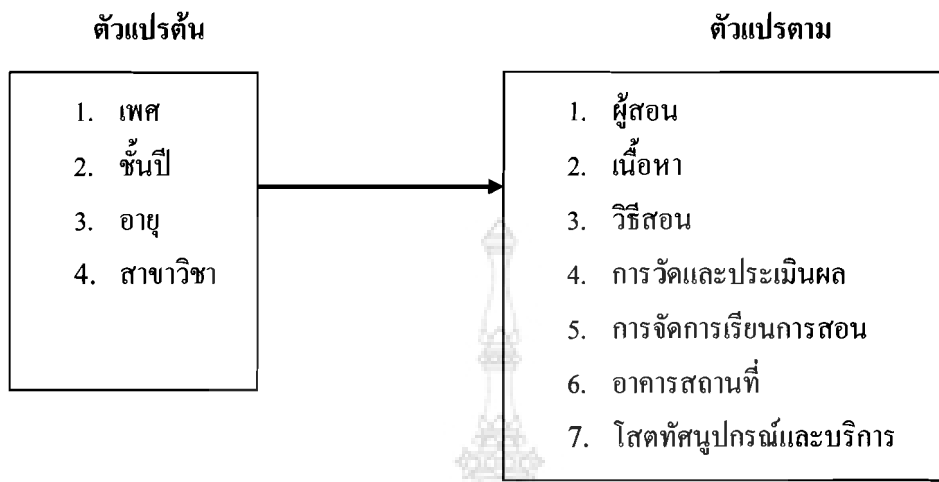 ตัวแปรต้น
1. เพศ
2. ชั้นปี
3. อายุ
4. สาขาวิชา
ตัวแปรตาม
1. ผู้สอน
2. เนื้อหา
3. วิธีสอน
4. การวัดและประเมินผล
5. การจัดการเรียนการสอน
6. อาคารสถานที่
7. โสตทัศนูปกรณ์และบริการ